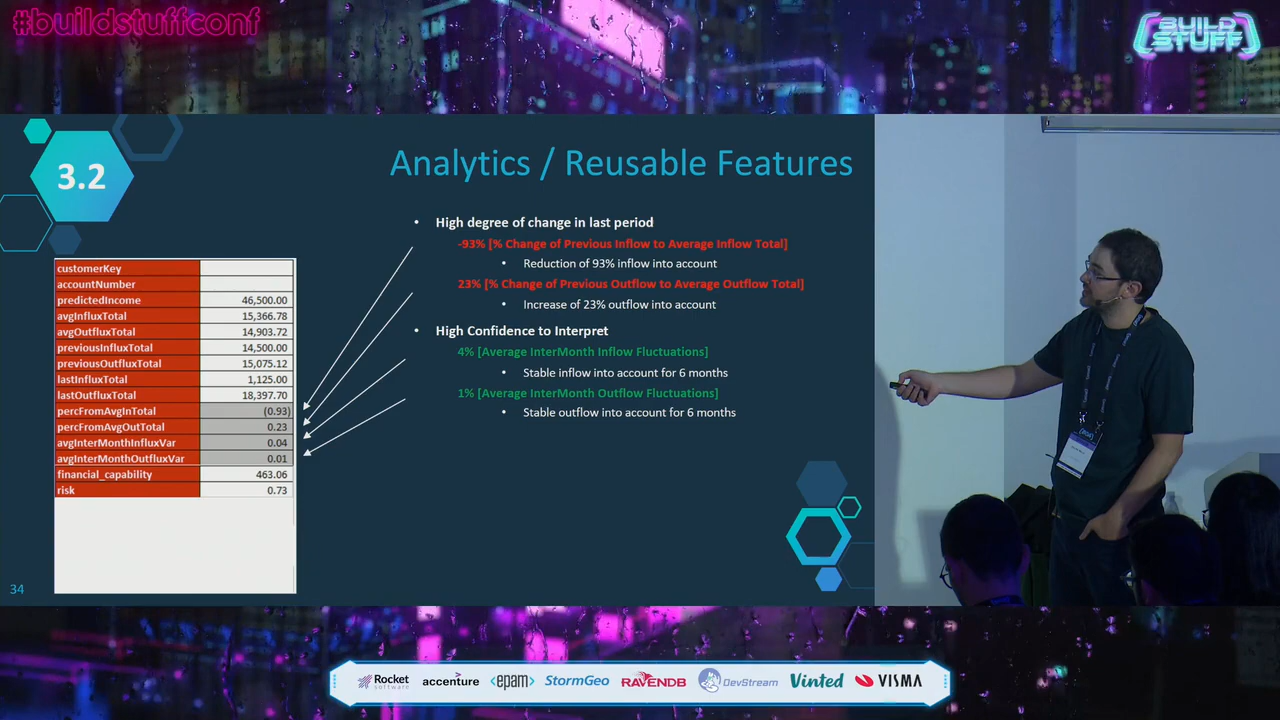 #buildstuffconf
BUILD
STUFF
3.2
Analytics / Reusable Features
• High degree of change in last period
-93% [% Change of Previous Inflow to Average Inflow Total]
• Reduction of 93% inflow into account
23% [% Change of Previous Outflow to Average Outflow Total]
• Increase of 23% outflow into account
• High Confidence to Interpret
4% [Average InterMonth Inflow Fluctuations]
• Stable inflow into account for 6 months
1% [Average InterMonth Outflow Fluctuations]
• Stable outflow into account for 6 months
customerKey
accountNumber
predictedIncome 46,500.00
avgInfluxTotal 15,366.78
avgOutfluxTotal 14,903.72
previousInfluxTotal 14,500.00
previousOutfluxTotal 15,075.12
lastInfluxTotal 1,125.00
lastOutfluxTotal 18,397.70
percFromAvgInTotal (0.93)
percFromAvgOutTotal 0.23
avgInterMonthInfluxVar 0.04
avgInterMonthOutfluxVar 0.01
financial_capability 463.06
risk 0.73
34
Rocket software accenture <epam> StormGeo RAVENDB DevStream Vinted VISMA